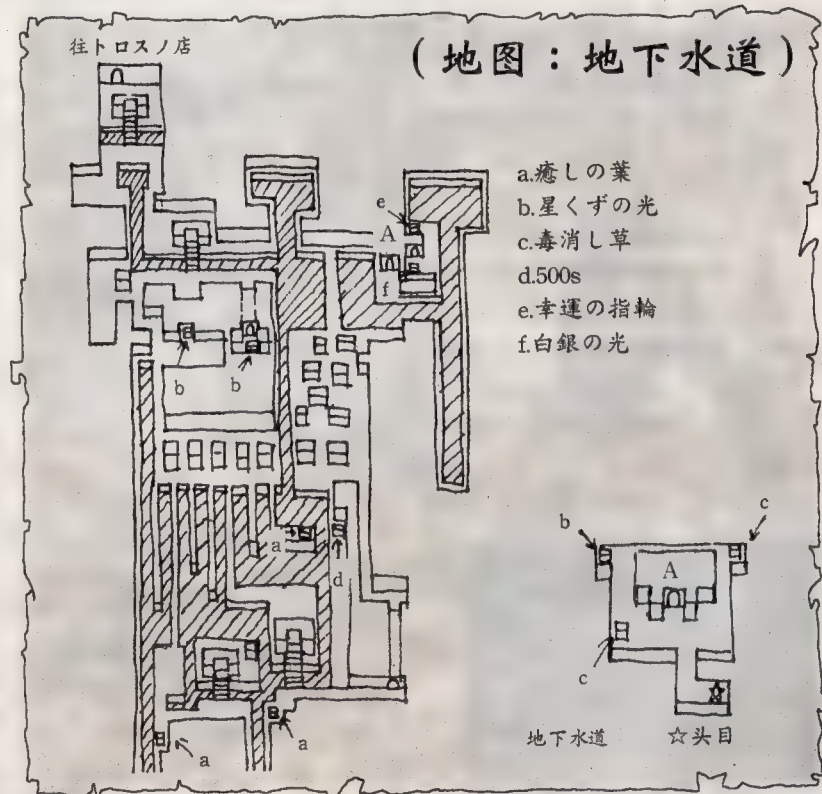 往トロスノ店
(地图：地下水道)
a.癒しの葉
b.星くずの光
c.毒消し草
d.500s
e.幸運の指輪
f.白銀の光
e
A
f
b
b
a
d
a
a
b
c
A
c
地下水道
☆头目